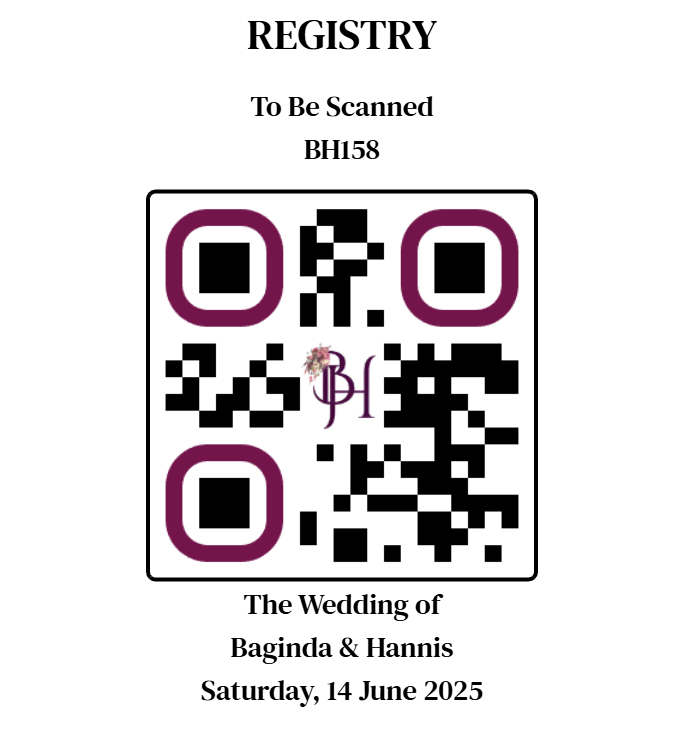 REGISTRY
To Be Scanned
BH158
BH
The Wedding of
Baginda & Hannis
Saturday, 14 June 2025